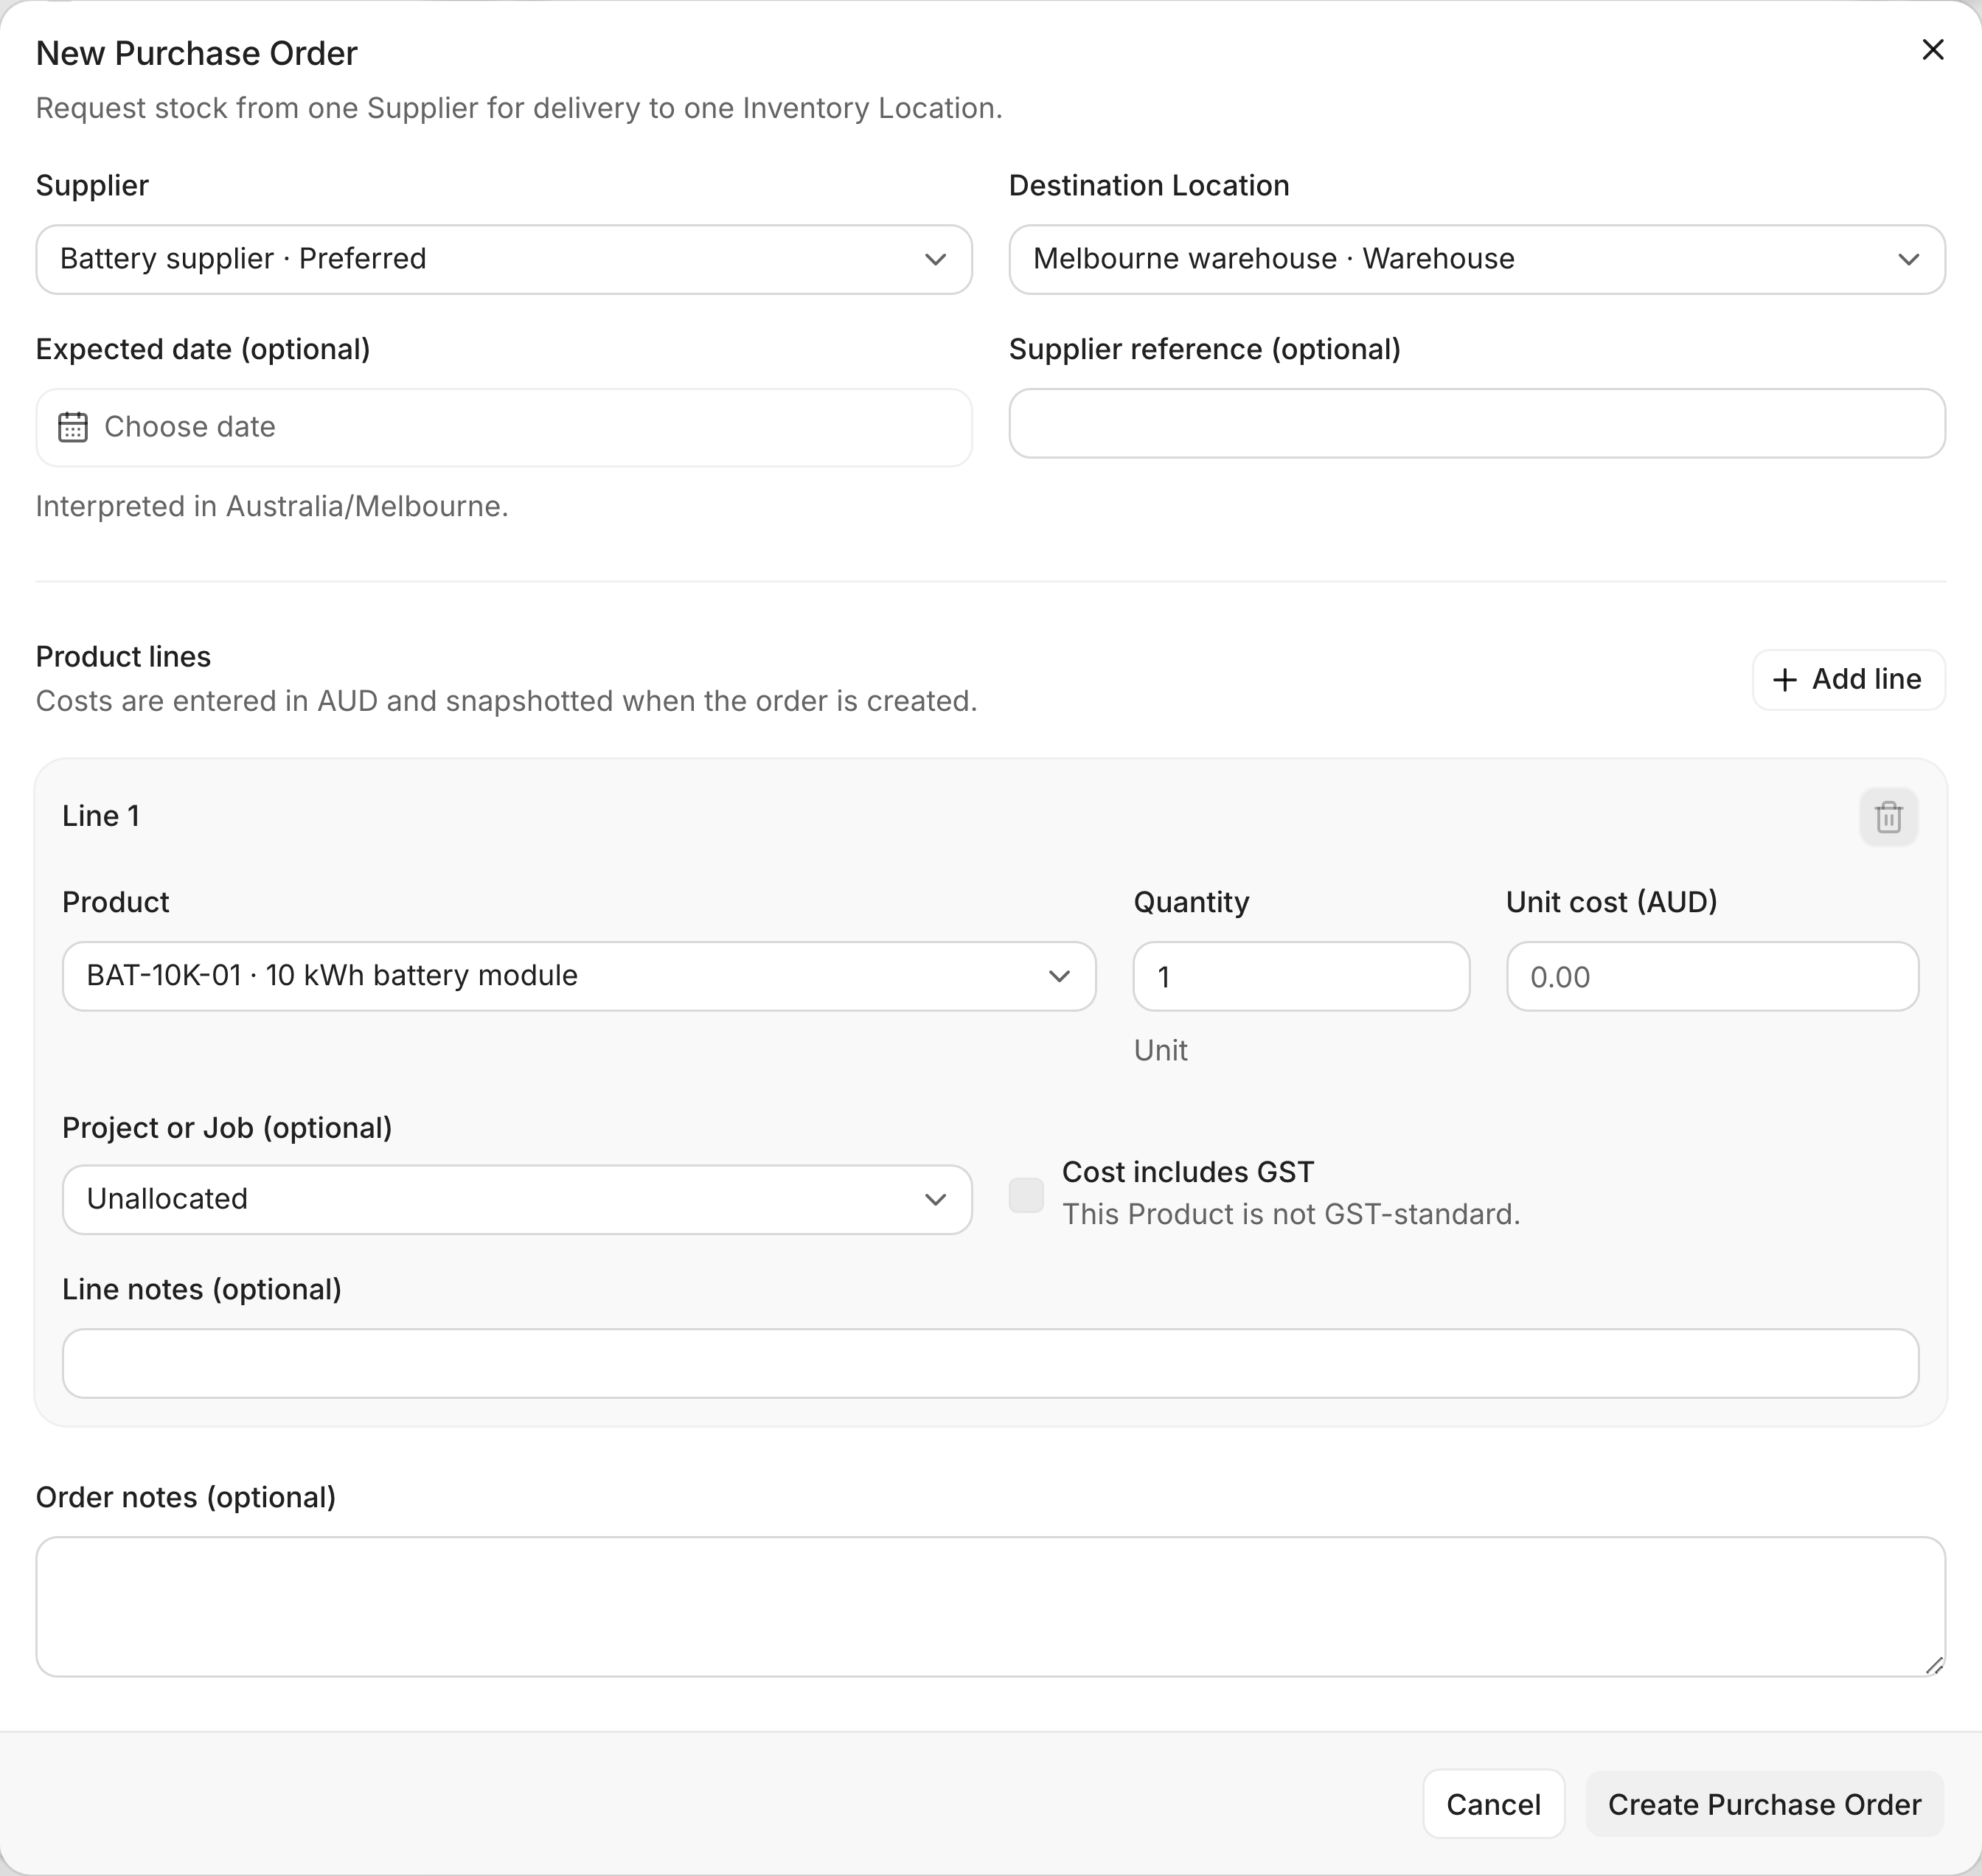 New Purchase Order
Request stock from one Supplier for delivery to one Inventory Location.
Supplier
Destination Location
Battery supplier · Preferred
Melbourne warehouse · Warehouse
Expected date (optional)
Supplier reference (optional)
Choose date
Interpreted in Australia/Melbourne.
Product lines
Costs are entered in AUD and snapshotted when the order is created.
Add line
Line 1
Product
Quantity
Unit cost (AUD)
BAT-10K-01 · 10 kWh battery module
1
0.00
Unit
Project or Job (optional)
Unallocated
Cost includes GST
This Product is not GST-standard.
Line notes (optional)
Order notes (optional)
Cancel
Create Purchase Order